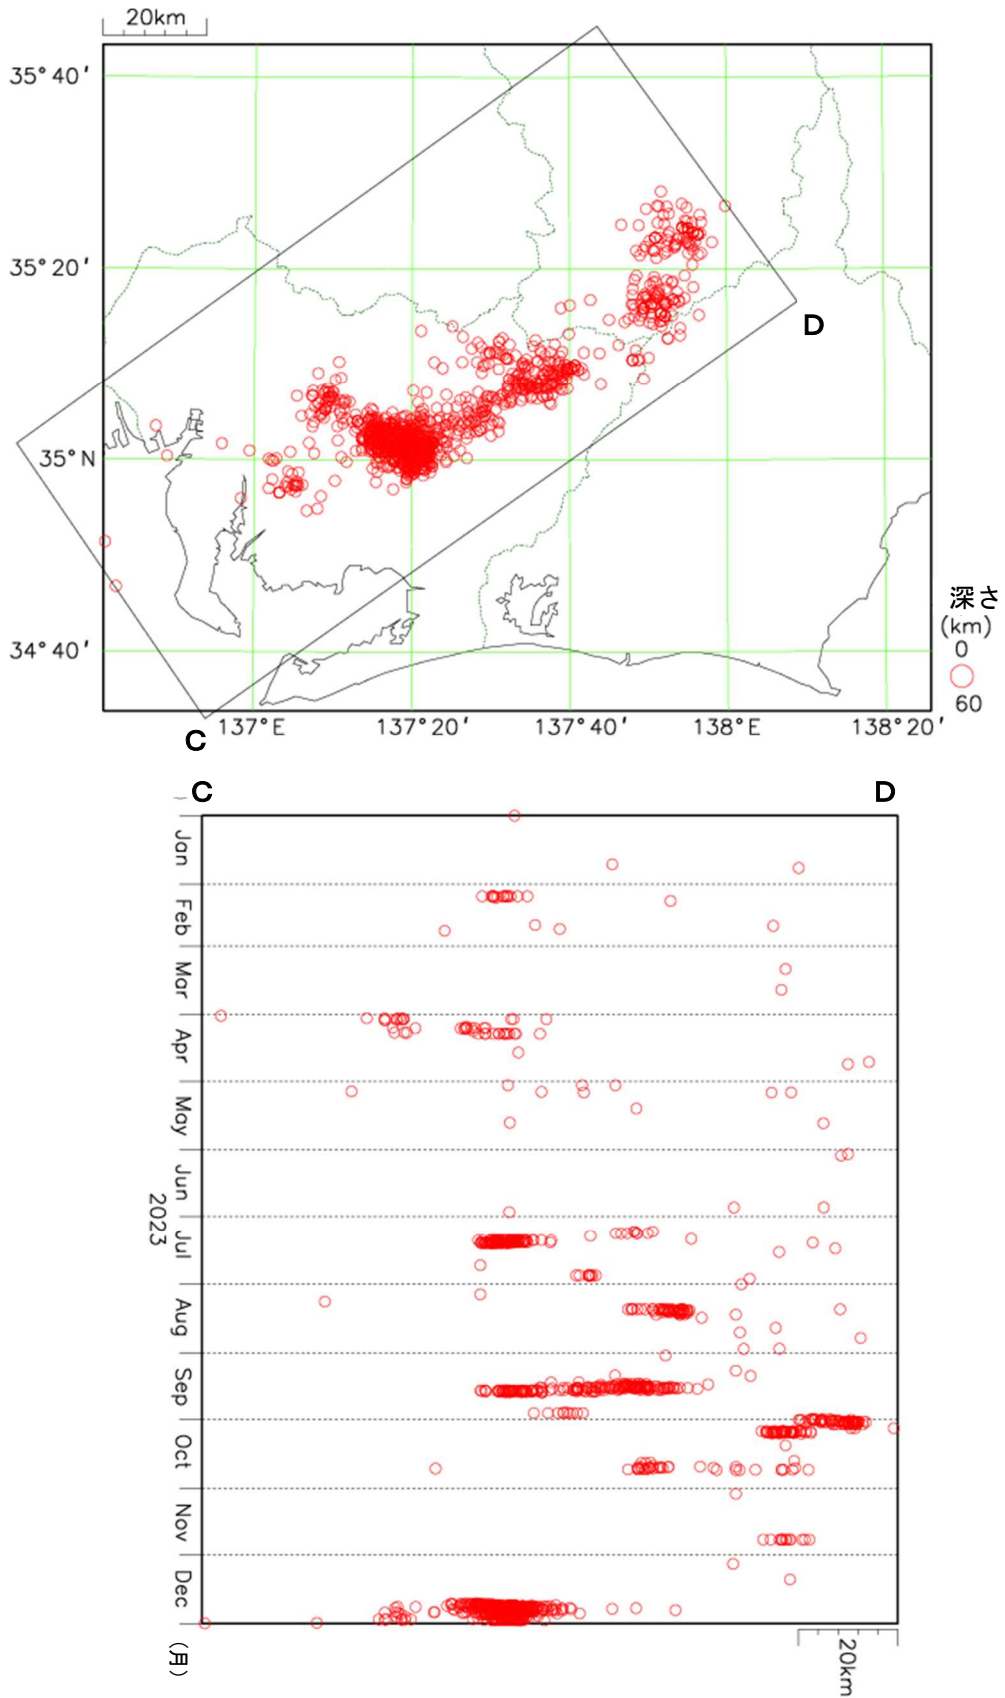 20km
35°40′
35°20′
35°N
34°40′
D
深さ
(km)
0
60
137°E
137°20′
137°40′
138°E
138°20′
C
C
D
Jan
Feb
Mar
Apr
May
Jun
Jul
Aug
Sep
Oct
Nov
Dec
2023
(月)
20km